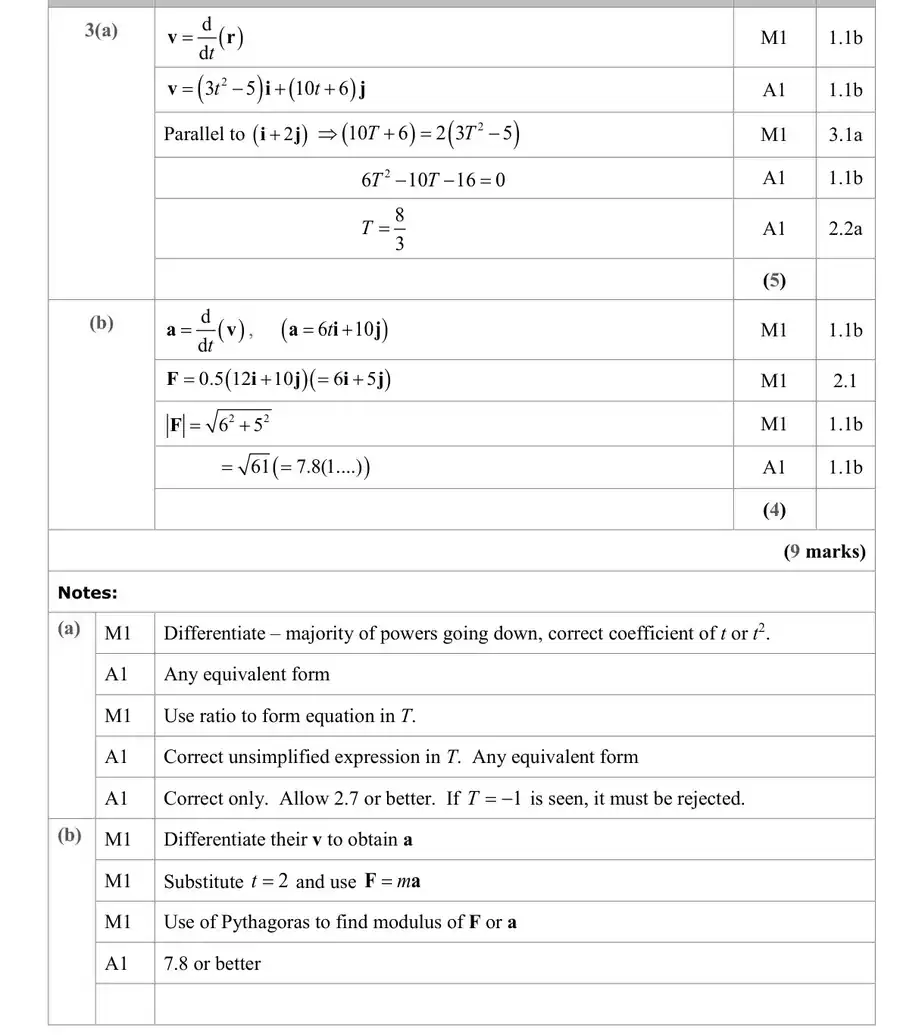 3(a) v = d/dt (r) M1 1.1b
v = (3t² − 5)i + (10t + 6)j A1 1.1b
Parallel to (i + 2j) ⇒ (10T + 6) = 2(3T² − 5) M1 3.1a
6T² − 10T − 16 = 0 A1 1.1b
T = 8/3 A1 2.2a
(5)
(b) a = d/dt (v), (a = 6ti + 10j) M1 1.1b
F = 0.5(12i + 10j)(= 6i + 5j) M1 2.1
|F| = √(6² + 5²) M1 1.1b
= √61 (= 7.8(1....)) A1 1.1b
(4)
(9 marks)
Notes:
(a) M1 Differentiate – majority of powers going down, correct coefficient of t or t².
A1 Any equivalent form
M1 Use ratio to form equation in T.
A1 Correct unsimplified expression in T. Any equivalent form
A1 Correct only. Allow 2.7 or better. If T = −1 is seen, it must be rejected.
(b) M1 Differentiate their v to obtain a
M1 Substitute t = 2 and use F = ma
M1 Use of Pythagoras to find modulus of F or a
A1 7.8 or better